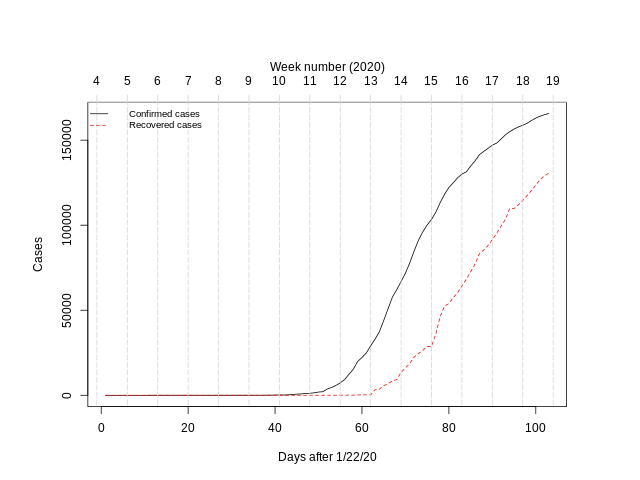 Week number (2020)
4 5 6 7 8 9 10 11 12 13 14 15 16 17 18 19
Confirmed cases
Recovered cases
150000
100000
50000
0
Cases
0 20 40 60 80 100
Days after 1/22/20